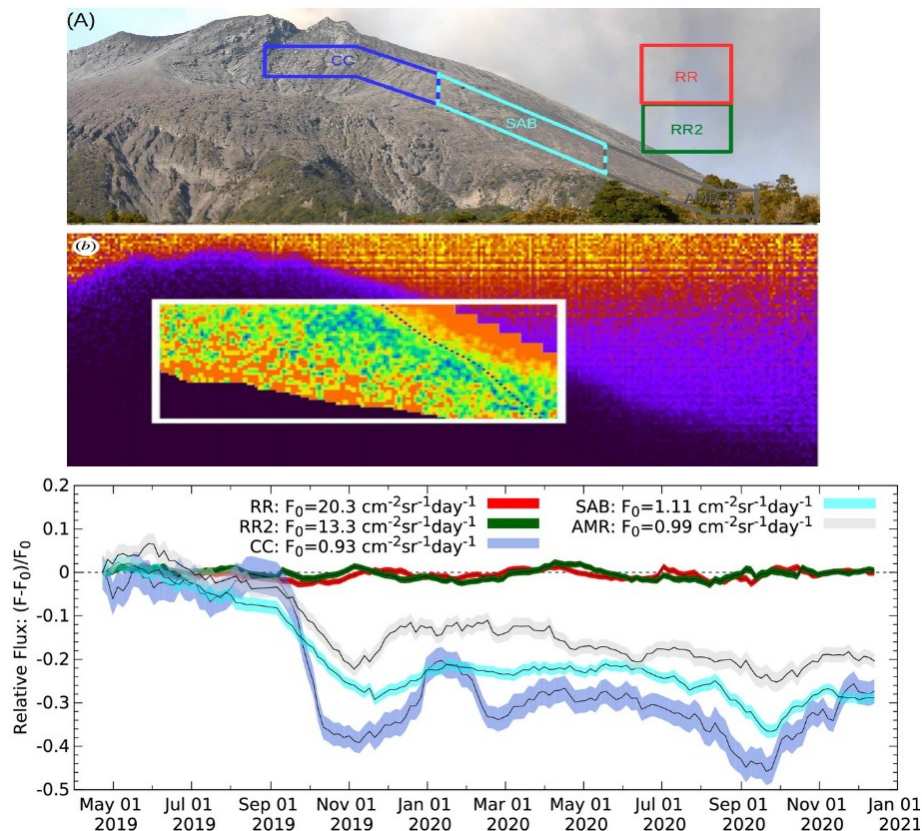 (A)
CC
RR
SAB
RR2
(b)
0.2
0.1
0
-0.1
-0.2
-0.3
-0.4
-0.5
Relative Flux: (F-F₀)/F₀
RR: F₀=20.3 cm⁻²sr⁻¹day⁻¹
RR2: F₀=13.3 cm⁻²sr⁻¹day⁻¹
CC: F₀=0.93 cm⁻²sr⁻¹day⁻¹
SAB: F₀=1.11 cm⁻²sr⁻¹day⁻¹
AMR: F₀=0.99 cm⁻²sr⁻¹day⁻¹
May 01 Jul 01 Sep 01 Nov 01 Jan 01 Mar 01 May 01 Jul 01 Sep 01 Nov 01 Jan 01
2019 2019 2019 2019 2020 2020 2020 2020 2020 2020 2021